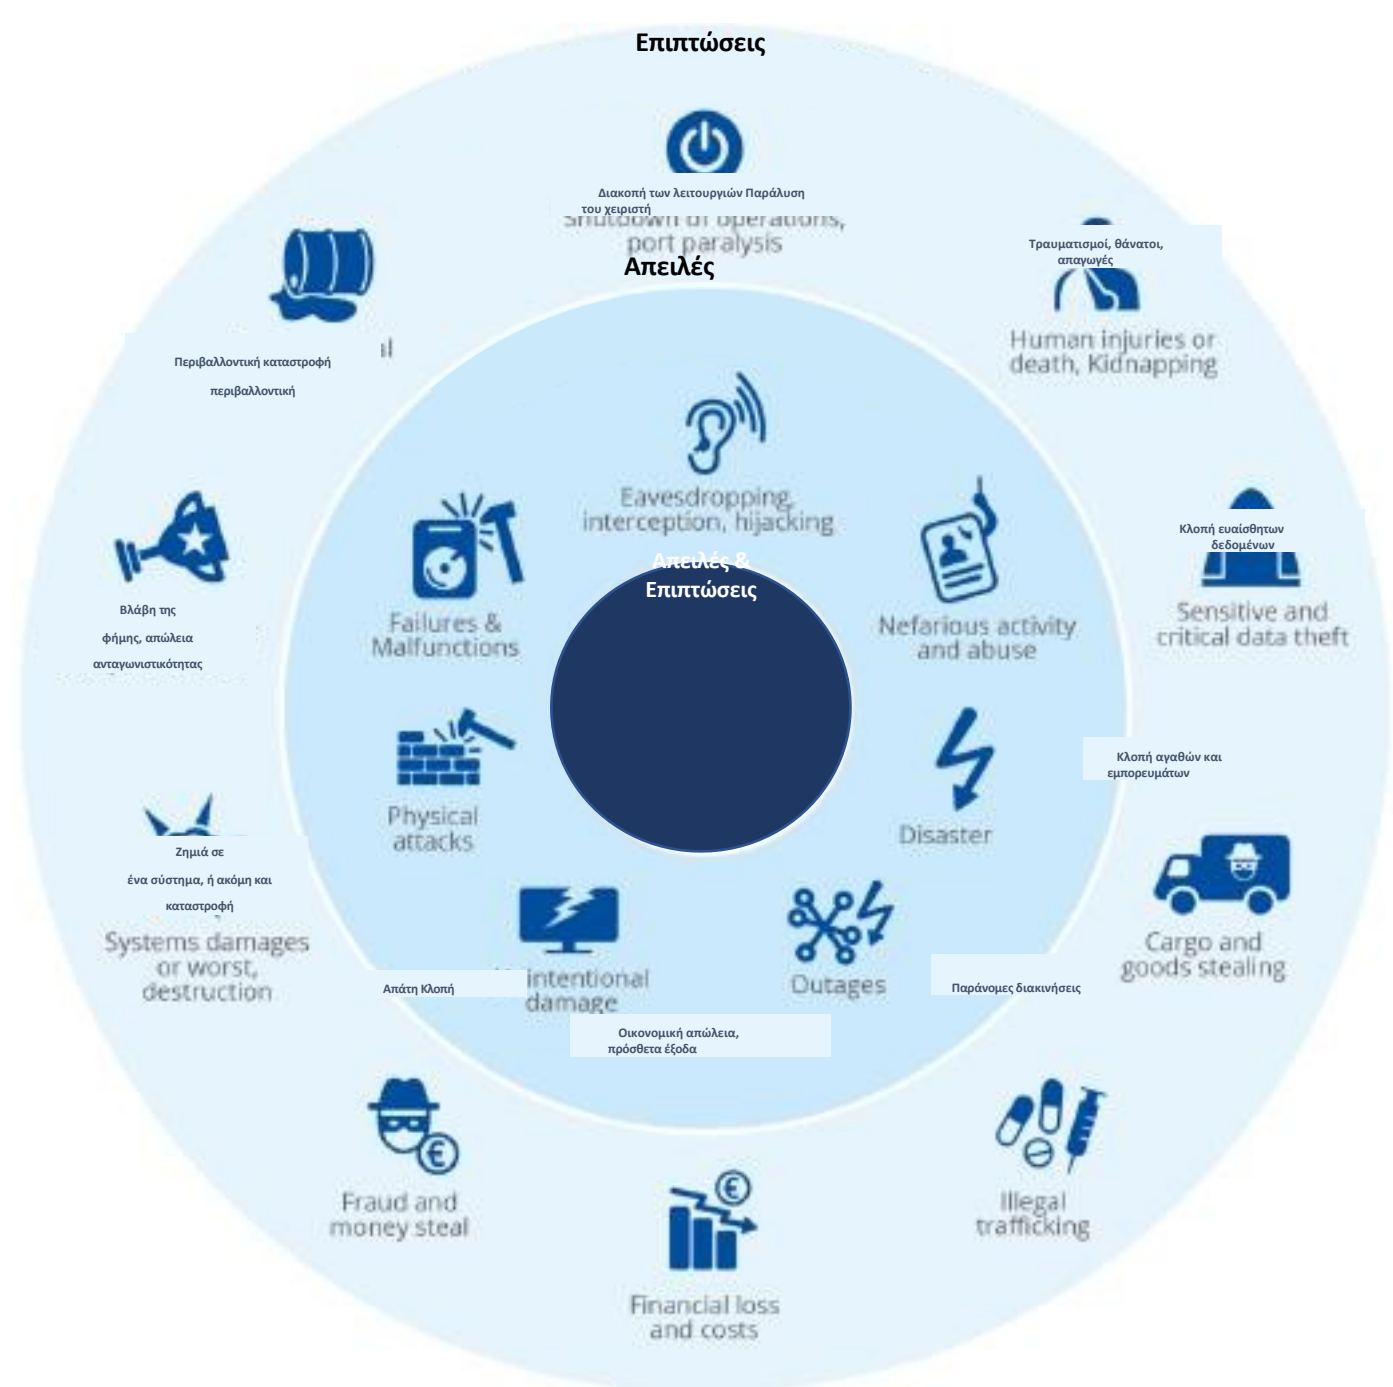 Επιπτώσεις
Διακοπή των λειτουργιών Παράλυση
του χειριστή
Shutdown of operations,
port paralysis
Τραυματισμοί, θάνατοι,
απαγωγές
Human injuries or
death, Kidnapping
Περιβαλλοντική καταστροφή
περιβαλλοντική
Απειλές
Eavesdropping,
interception, hijacking
Failures &
Malfunctions
Nefarious activity
and abuse
Κλοπή ευαίσθητων
δεδομένων
Sensitive and
critical data theft
Απειλές &
Επιπτώσεις
Βλάβη της
φήμης, απώλεια
ανταγωνιστικότητας
Physical
attacks
Disaster
Κλοπή αγαθών και
εμπορευμάτων
Cargo and
goods stealing
Ζημιά σε
ένα σύστημα, ή ακόμη και
καταστροφή
Systems damages
or worst,
destruction
Απάτη Κλοπή
intentional
damage
Outages
Παράνομες διακινήσεις
Οικονομική απώλεια,
πρόσθετα έξοδα
Fraud and
money steal
Illegal
trafficking
Financial loss
and costs